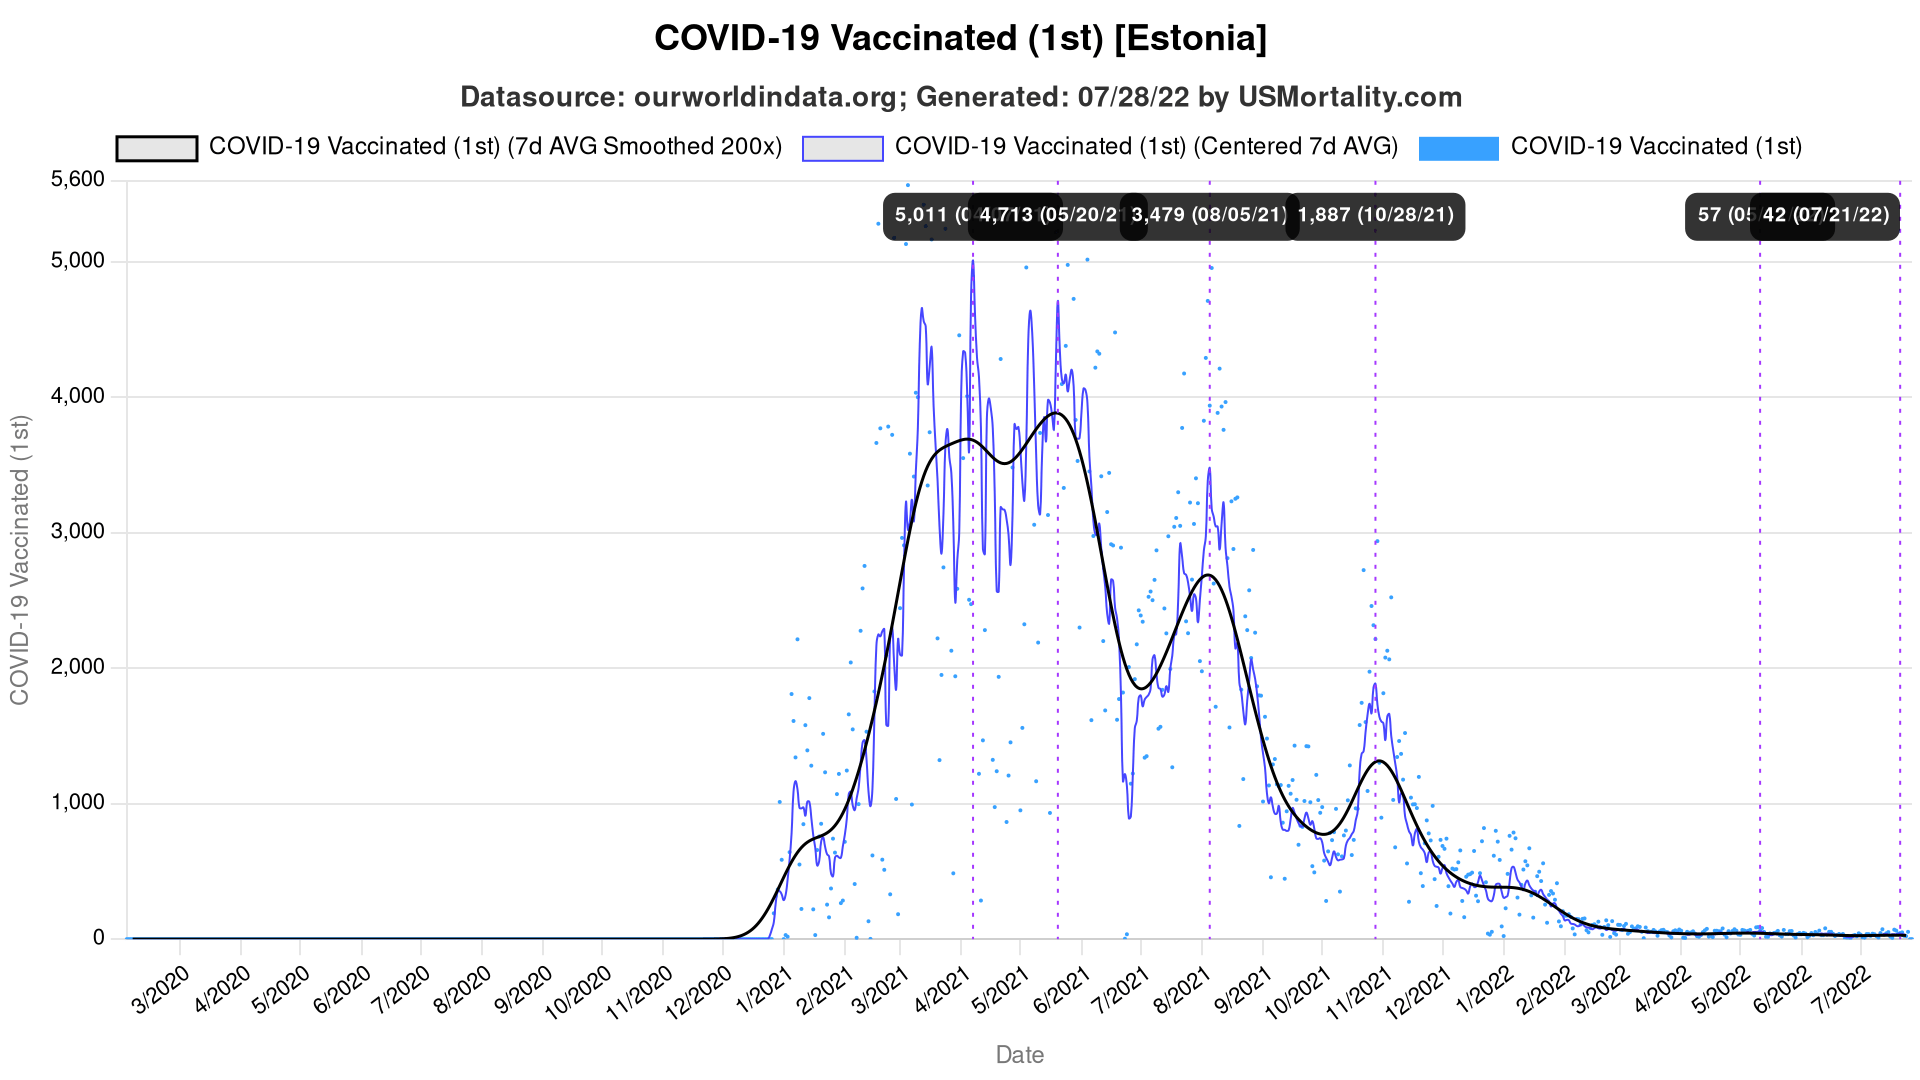 COVID-19 Vaccinated (1st) [Estonia]
Datasource: ourworldindata.org; Generated: 07/28/22 by USMortality.com
COVID-19 Vaccinated (1st) (7d AVG Smoothed 200x) COVID-19 Vaccinated (1st) (Centered 7d AVG) COVID-19 Vaccinated (1st)
5,600
5,011 4,713 (05/20/21) 3,479 (08/05/21) 1,887 (10/28/21) 57 42 (07/21/22)
5,000
4,000
3,000
2,000
1,000
0
COVID-19 Vaccinated (1st)
3/2020 4/2020 5/2020 6/2020 7/2020 8/2020 9/2020 10/2020 11/2020 12/2020 1/2021 2/2021 3/2021 4/2021 5/2021 6/2021 7/2021 8/2021 9/2021 10/2021 11/2021 12/2021 1/2022 2/2022 3/2022 4/2022 5/2022 6/2022 7/2022
Date